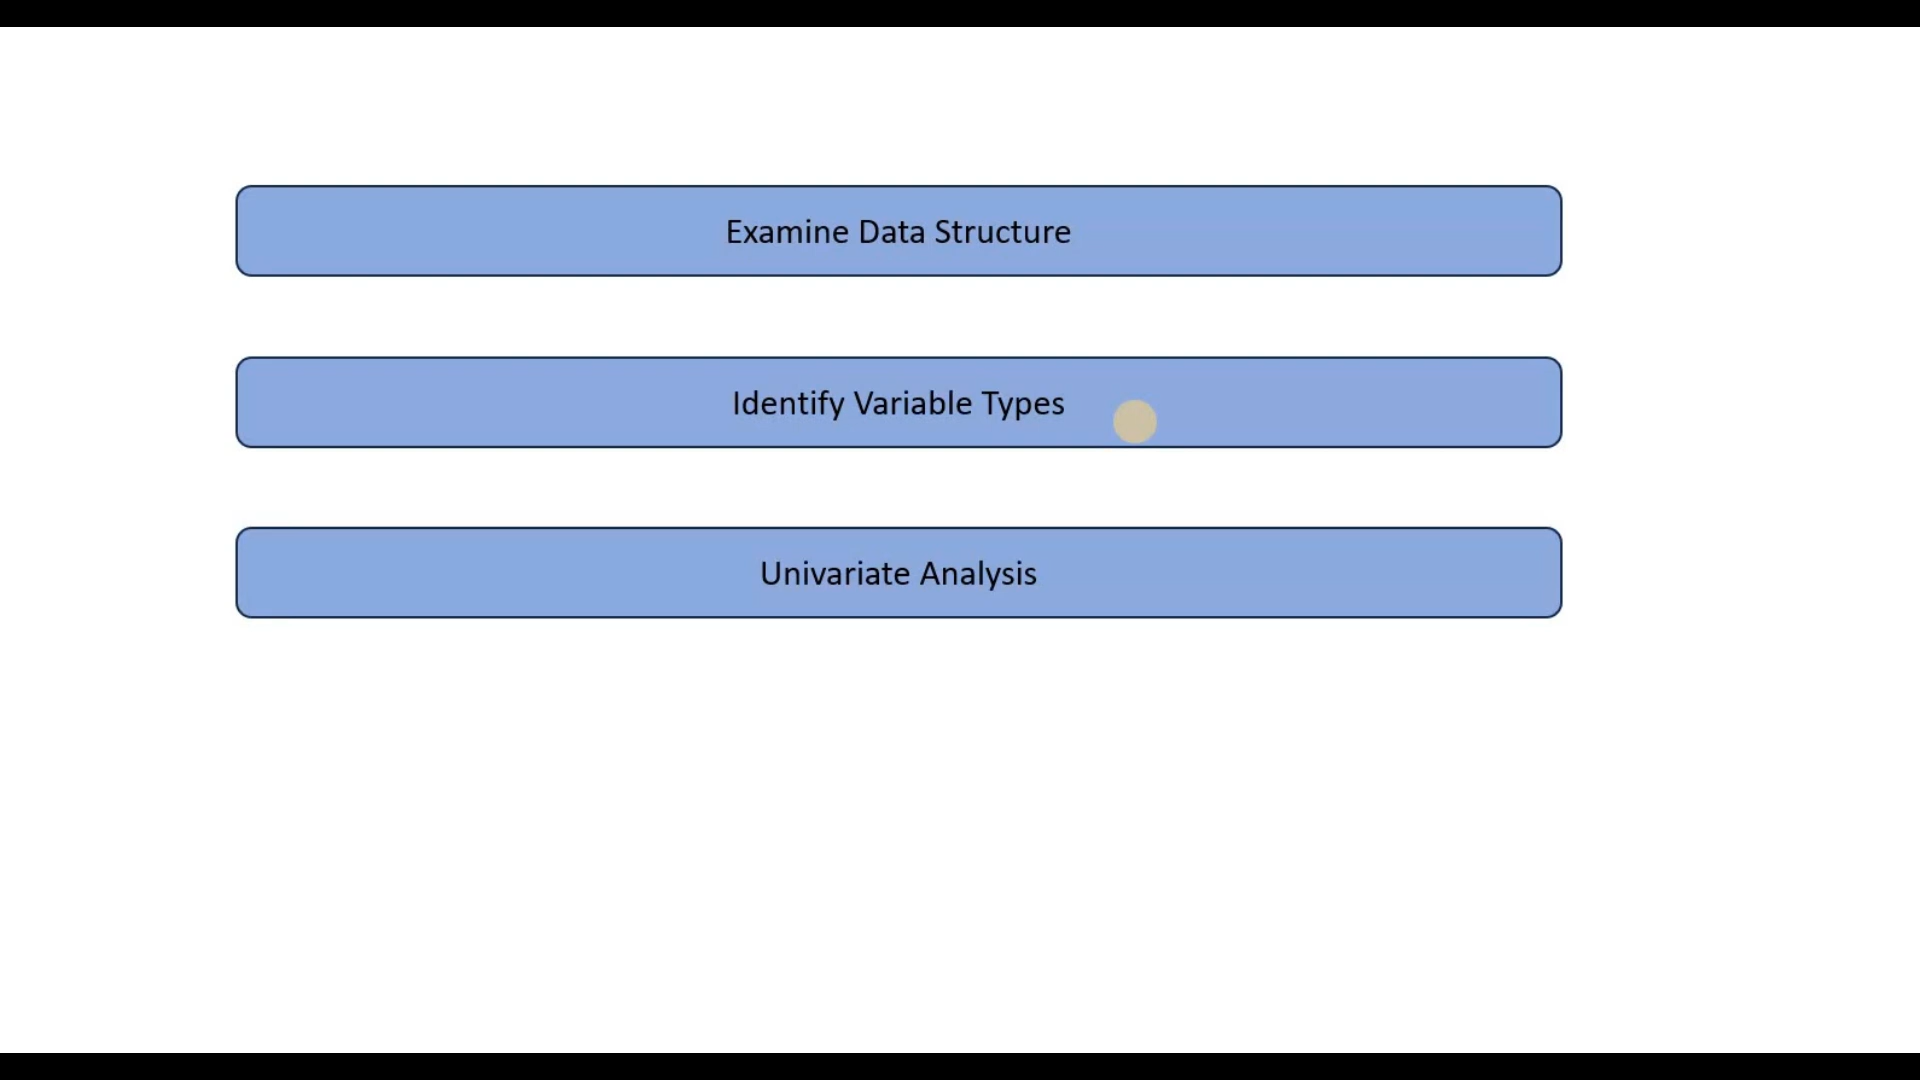 Examine Data Structure
Identify Variable Types
Univariate Analysis